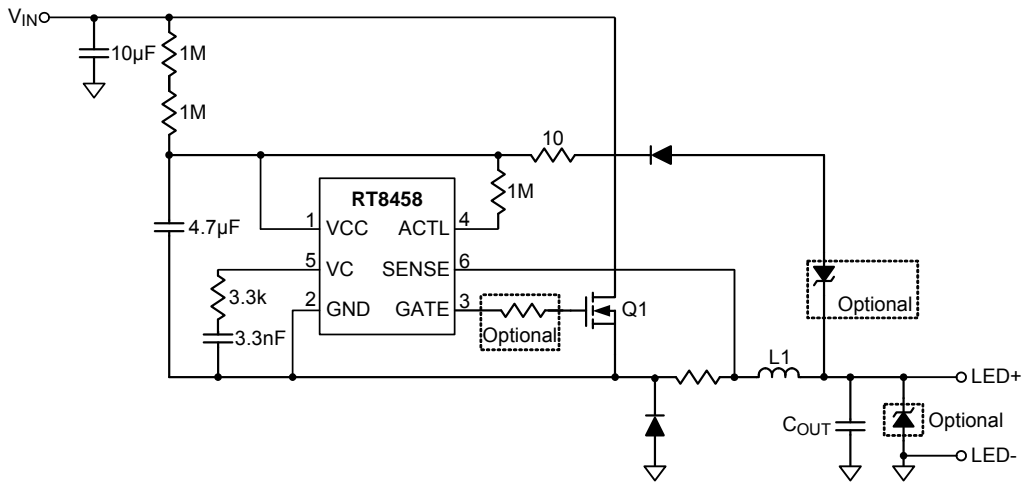 VIN
10µF
1M
1M
10
RT8458
1M
4.7µF
1 VCC ACTL 4
5 VC SENSE 6
3.3k
2 GND GATE 3
3.3nF
Optional
Q1
Optional
L1
LED+
COUT
Optional
LED-